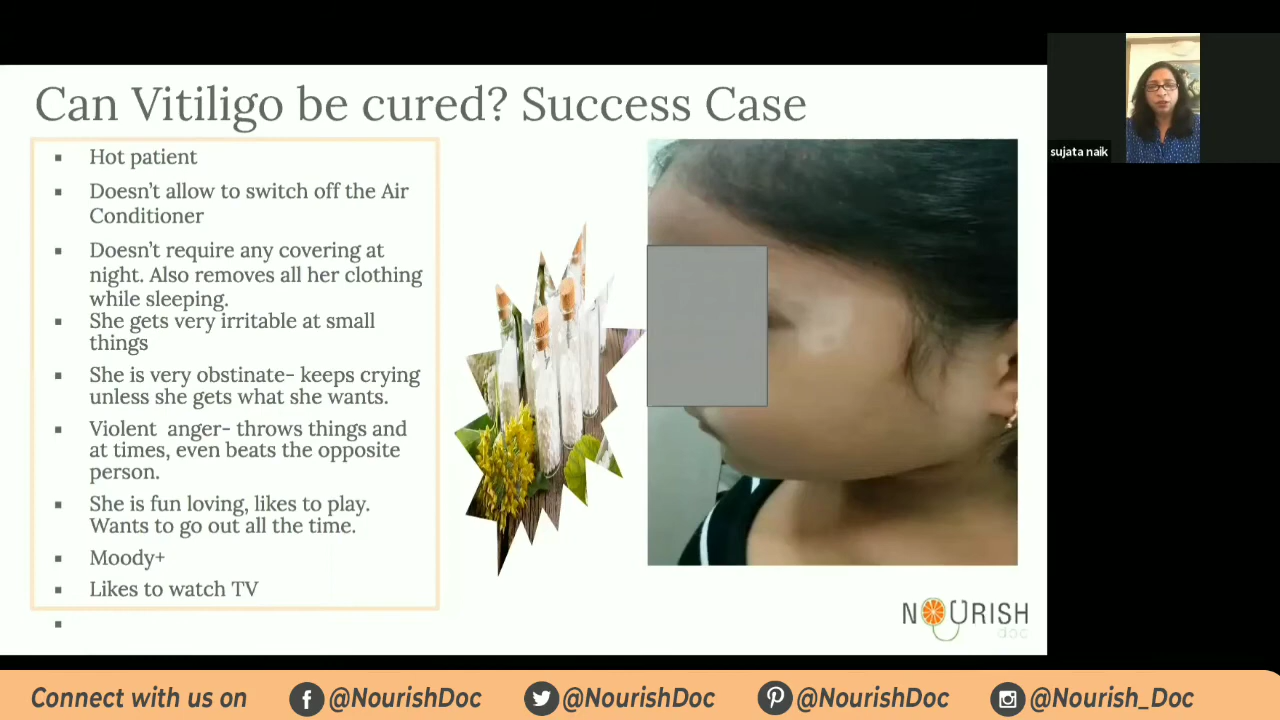 Can Vitiligo be cured? Success Case
▪ Hot patient
▪ Doesn't allow to switch off the Air
Conditioner
▪ Doesn't require any covering at
night. Also removes all her clothing
while sleeping.
▪ She gets very irritable at small
things
▪ She is very obstinate- keeps crying
unless she gets what she wants.
▪ Violent anger- throws things and
at times, even beats the opposite
person.
▪ She is fun loving, likes to play.
Wants to go out all the time.
▪ Moody+
▪ Likes to watch TV
▪
sujata naik
NOURISH
doc
Connect with us on @NourishDoc @NourishDoc @NourishDoc @Nourish_Doc